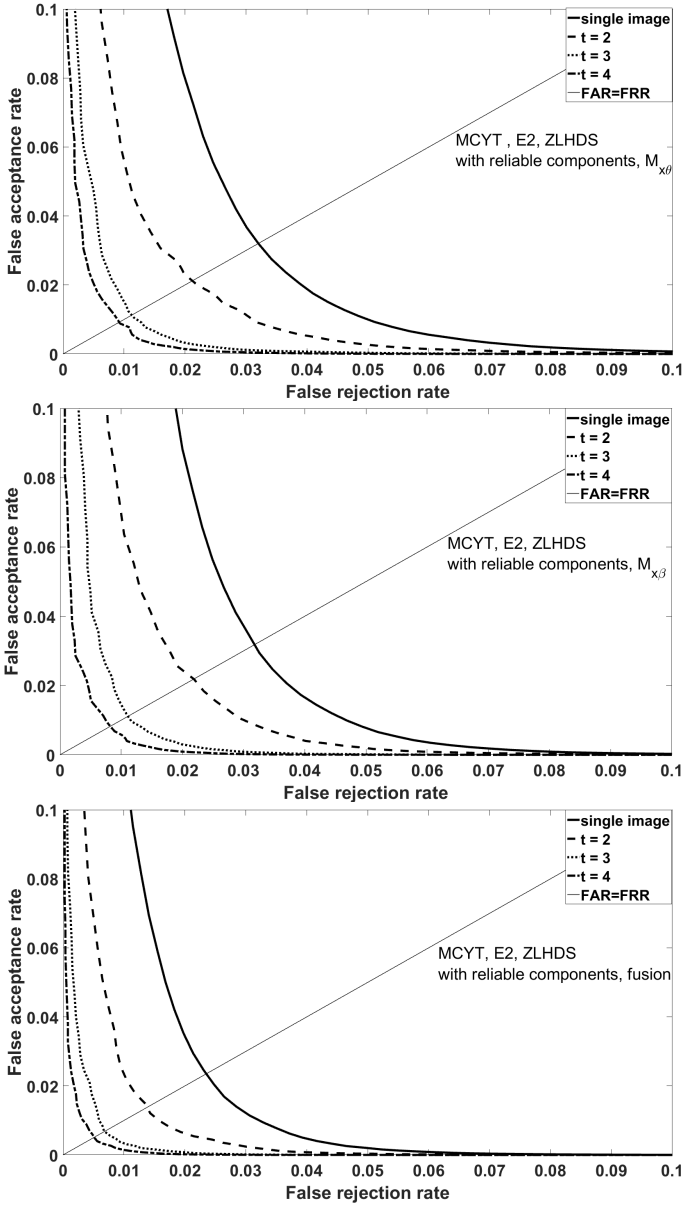 0.1
0.08
0.06
0.04
0.02
0
False acceptance rate
single image
t = 2
t = 3
t = 4
FAR=FRR
MCYT , E2, ZLHDS
with reliable components, Mxθ
0 0.01 0.02 0.03 0.04 0.05 0.06 0.07 0.08 0.09 0.1
False rejection rate
0.1
0.08
0.06
0.04
0.02
0
False acceptance rate
single image
t = 2
t = 3
t = 4
FAR=FRR
MCYT, E2, ZLHDS
with reliable components, Mxβ
0 0.01 0.02 0.03 0.04 0.05 0.06 0.07 0.08 0.09 0.1
False rejection rate
0.1
0.08
0.06
0.04
0.02
0
False acceptance rate
single image
t = 2
t = 3
t = 4
FAR=FRR
MCYT, E2, ZLHDS
with reliable components, fusion
0 0.01 0.02 0.03 0.04 0.05 0.06 0.07 0.08 0.09 0.1
False rejection rate